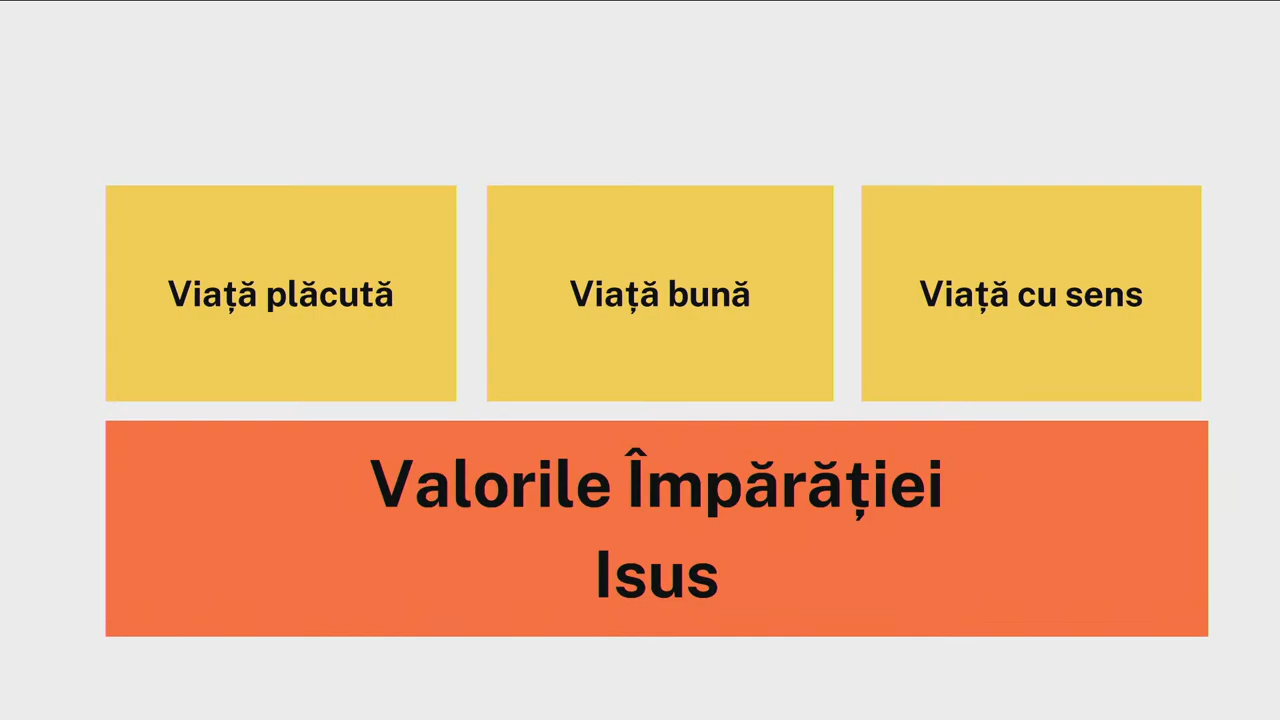 Viață plăcută
Viață bună
Viață cu sens
Valorile Împărăției
Isus